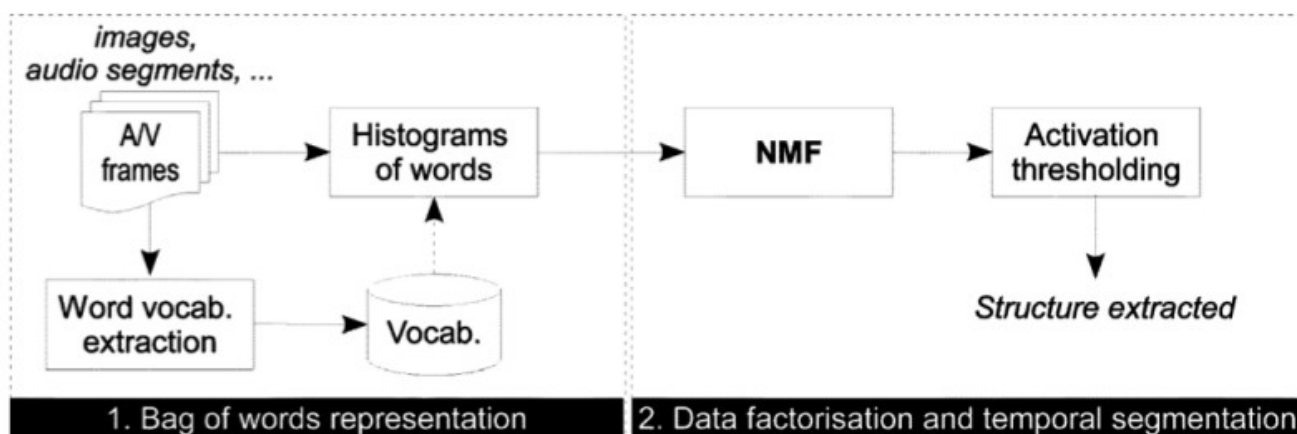 images,
audio segments, ...
A/V
frames
Histograms
of words
Word vocab.
extraction
Vocab.
1. Bag of words representation
NMF
Activation
thresholding
Structure extracted
2. Data factorisation and temporal segmentation